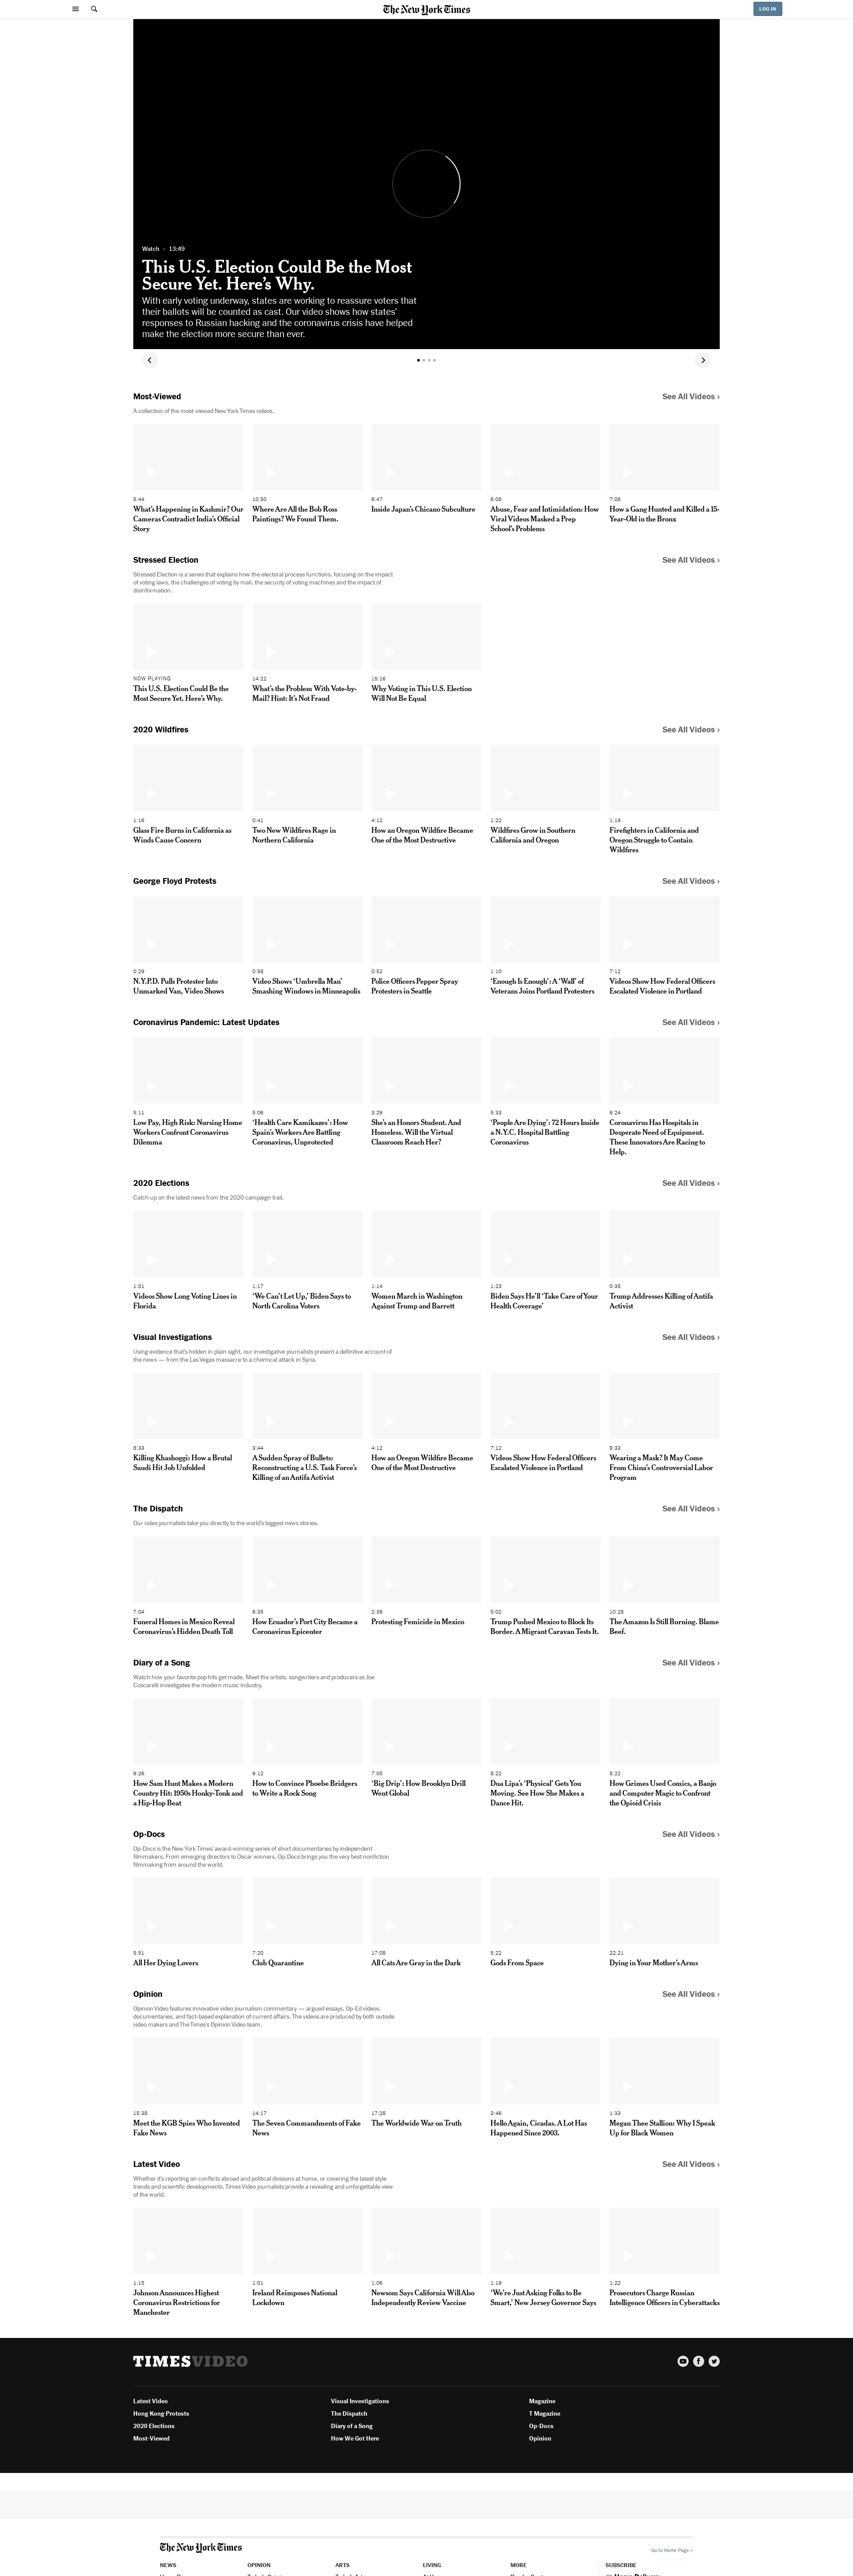 The New York Times
LOG IN
Watch • 13:49
This U.S. Election Could Be the Most
Secure Yet. Here’s Why.
With early voting underway, states are working to reassure voters that
their ballots will be counted as cast. Our video shows how states’
responses to Russian hacking and the coronavirus crisis have helped
make the election more secure than ever.
Most-Viewed
See All Videos ›
A collection of the most-viewed New York Times videos.
5:44
What’s Happening in Kashmir? Our
Cameras Contradict India’s Official
Story
10:50
Where Are All the Bob Ross
Paintings? We Found Them.
6:47
Inside Japan’s Chicano Subculture
6:08
Abuse, Fear and Intimidation: How
Viral Videos Masked a Prep
School’s Problems
7:08
How a Gang Hunted and Killed a 15-
Year-Old in the Bronx
Stressed Election
See All Videos ›
Stressed Election is a series that explains how the electoral process functions, focusing on the impact
of voting laws, the challenges of voting by mail, the security of voting machines and the impact of
disinformation.
NOW PLAYING
This U.S. Election Could Be the
Most Secure Yet. Here’s Why.
14:22
What’s the Problem With Vote-by-
Mail? Hint: It’s Not Fraud
15:16
Why Voting in This U.S. Election
Will Not Be Equal
2020 Wildfires
See All Videos ›
1:16
Glass Fire Burns in California as
Winds Cause Concern
0:41
Two New Wildfires Rage in
Northern California
4:12
How an Oregon Wildfire Became
One of the Most Destructive
1:22
Wildfires Grow in Southern
California and Oregon
1:19
Firefighters in California and
Oregon Struggle to Contain
Wildfires
George Floyd Protests
See All Videos ›
0:29
N.Y.P.D. Pulls Protester Into
Unmarked Van, Video Shows
0:58
Video Shows ‘Umbrella Man’
Smashing Windows in Minneapolis
0:52
Police Officers Pepper Spray
Protesters in Seattle
1:10
‘Enough Is Enough’: A ‘Wall’ of
Veterans Joins Portland Protesters
7:12
Videos Show How Federal Officers
Escalated Violence in Portland
Coronavirus Pandemic: Latest Updates
See All Videos ›
5:11
Low Pay, High Risk: Nursing Home
Workers Confront Coronavirus
Dilemma
5:06
‘Health Care Kamikazes’: How
Spain’s Workers Are Battling
Coronavirus, Unprotected
3:29
She’s an Honors Student. And
Homeless. Will the Virtual
Classroom Reach Her?
5:33
‘People Are Dying’: 72 Hours Inside
a N.Y.C. Hospital Battling
Coronavirus
6:24
Coronavirus Has Hospitals in
Desperate Need of Equipment.
These Innovators Are Racing to
Help.
2020 Elections
See All Videos ›
Catch up on the latest news from the 2020 campaign trail.
1:01
Videos Show Long Voting Lines in
Florida
1:17
‘We Can’t Let Up,’ Biden Says to
North Carolina Voters
1:14
Women March in Washington
Against Trump and Barrett
1:23
Biden Says He’ll ‘Take Care of Your
Health Coverage’
0:35
Trump Addresses Killing of Antifa
Activist
Visual Investigations
See All Videos ›
Using evidence that’s hidden in plain sight, our investigative journalists present a definitive account of
the news — from the Las Vegas massacre to a chemical attack in Syria.
8:33
Killing Khashoggi: How a Brutal
Saudi Hit Job Unfolded
3:44
A Sudden Spray of Bullets:
Reconstructing a U.S. Task Force’s
Killing of an Antifa Activist
4:12
How an Oregon Wildfire Became
One of the Most Destructive
7:12
Videos Show How Federal Officers
Escalated Violence in Portland
8:33
Wearing a Mask? It May Come
From China’s Controversial Labor
Program
The Dispatch
See All Videos ›
Our video journalists take you directly to the world’s biggest news stories.
7:04
Funeral Homes in Mexico Reveal
Coronavirus’s Hidden Death Toll
6:35
How Ecuador’s Port City Became a
Coronavirus Epicenter
2:39
Protesting Femicide in Mexico
5:02
Trump Pushed Mexico to Block Its
Border. A Migrant Caravan Tests It.
10:28
The Amazon Is Still Burning. Blame
Beef.
Diary of a Song
See All Videos ›
Watch how your favorite pop hits get made. Meet the artists, songwriters and producers as Joe
Coscarelli investigates the modern music industry.
9:26
How Sam Hunt Makes a Modern
Country Hit: 1950s Honky-Tonk and
a Hip-Hop Beat
9:12
How to Convince Phoebe Bridgers
to Write a Rock Song
7:05
‘Big Drip’: How Brooklyn Drill
Went Global
8:22
Dua Lipa’s ‘Physical’ Gets You
Moving. See How She Makes a
Dance Hit.
8:22
How Grimes Used Comics, a Banjo
and Computer Magic to Confront
the Opioid Crisis
Op-Docs
See All Videos ›
Op-Docs is the New York Times’ award-winning series of short documentaries by independent
filmmakers. From emerging directors to Oscar winners, Op-Docs brings you the very best nonfiction
filmmaking from around the world.
5:51
All Her Dying Lovers
7:20
Club Quarantine
17:08
All Cats Are Gray in the Dark
5:22
Gods From Space
22:21
Dying in Your Mother’s Arms
Opinion
See All Videos ›
Opinion Video features innovative video journalism commentary — argued essays, Op-Ed videos,
documentaries, and fact-based explanation of current affairs. The videos are produced by both outside
video makers and The Times’s Opinion Video team.
15:38
Meet the KGB Spies Who Invented
Fake News
14:17
The Seven Commandments of Fake
News
17:28
The Worldwide War on Truth
3:46
Hello Again, Cicadas. A Lot Has
Happened Since 2003.
1:33
Megan Thee Stallion: Why I Speak
Up for Black Women
Latest Video
See All Videos ›
Whether it’s reporting on conflicts abroad and political divisions at home, or covering the latest style
trends and scientific developments, Times Video journalists provide a revealing and unforgettable view
of the world.
1:15
Johnson Announces Highest
Coronavirus Restrictions for
Manchester
1:01
Ireland Reimposes National
Lockdown
1:06
Newsom Says California Will Also
Independently Review Vaccine
1:19
‘We’re Just Asking Folks to Be
Smart,’ New Jersey Governor Says
1:22
Prosecutors Charge Russian
Intelligence Officers in Cyberattacks
TIMESVIDEO
Latest Video
Hong Kong Protests
2020 Elections
Most-Viewed
Visual Investigations
The Dispatch
Diary of a Song
How We Got Here
Magazine
T Magazine
Op-Docs
Opinion
The New York Times
Go to Home Page »
NEWS
OPINION
ARTS
LIVING
MORE
SUBSCRIBE